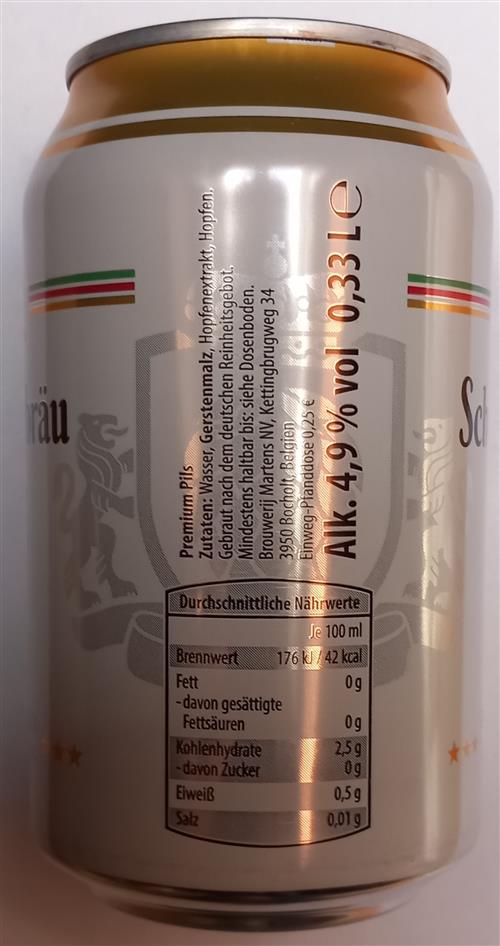 Premium Pils
Zutaten: Wasser, Gerstenmalz, Hopfenextrakt, Hopfen.
Gebraut nach dem deutschen Reinheitsgebot.
Mindestens haltbar bis: siehe Dosenboden.
Brouwerij Martens NV, Kettingbrugweg 34
3950 Bocholt, Belgien
Einweg-Pfanddose 0,25 €
Alk. 4,9 % vol 0,33 L e
bräu
Sch
Durchschnittliche Nährwerte
Je 100 ml
Brennwert 176 kJ / 42 kcal
Fett 0 g
- davon gesättigte
Fettsäuren 0 g
Kohlenhydrate 2,5 g
- davon Zucker 0 g
Eiweiß 0,5 g
Salz 0,01 g